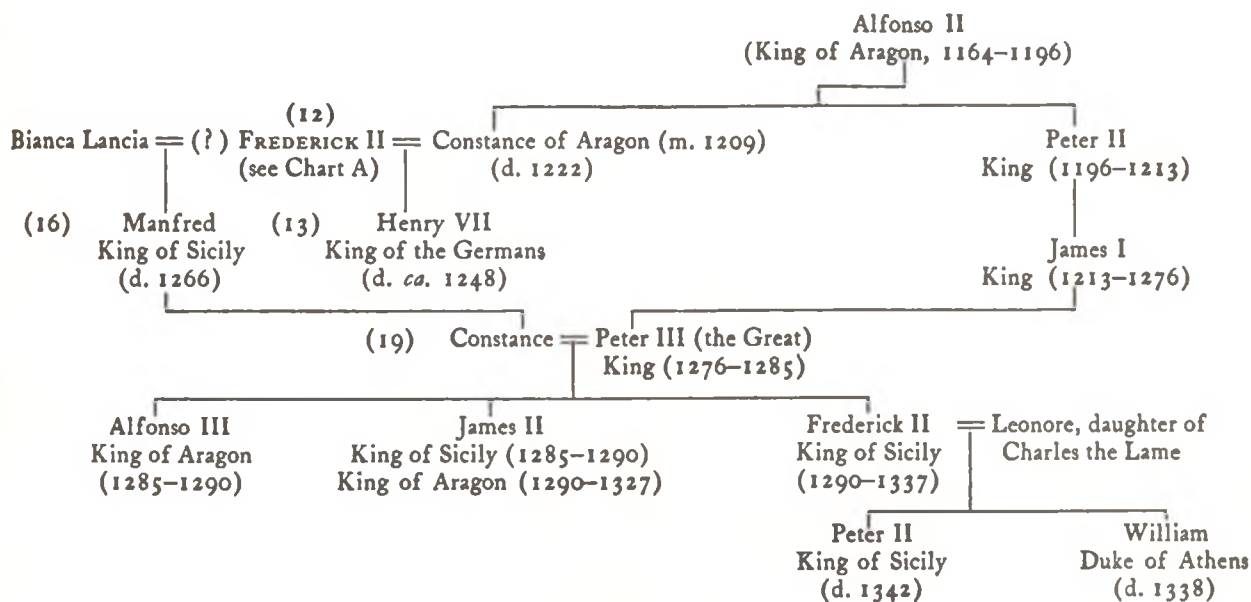 Alfonso II
(King of Aragon, 1164–1196)
(12)
Bianca Lancia = (?) FREDERICK II = Constance of Aragon (m. 1209)
(see Chart A)
(d. 1222)
Peter II
King (1196–1213)
(16) Manfred
King of Sicily
(d. 1266)
(13) Henry VII
King of the Germans
(d. ca. 1248)
James I
King (1213–1276)
(19) Constance = Peter III (the Great)
King (1276–1285)
Alfonso III
King of Aragon
(1285–1290)
James II
King of Sicily (1285–1290)
King of Aragon (1290–1327)
Frederick II
King of Sicily
(1290–1337)
= Leonore, daughter of
Charles the Lame
Peter II
King of Sicily
(d. 1342)
William
Duke of Athens
(d. 1338)